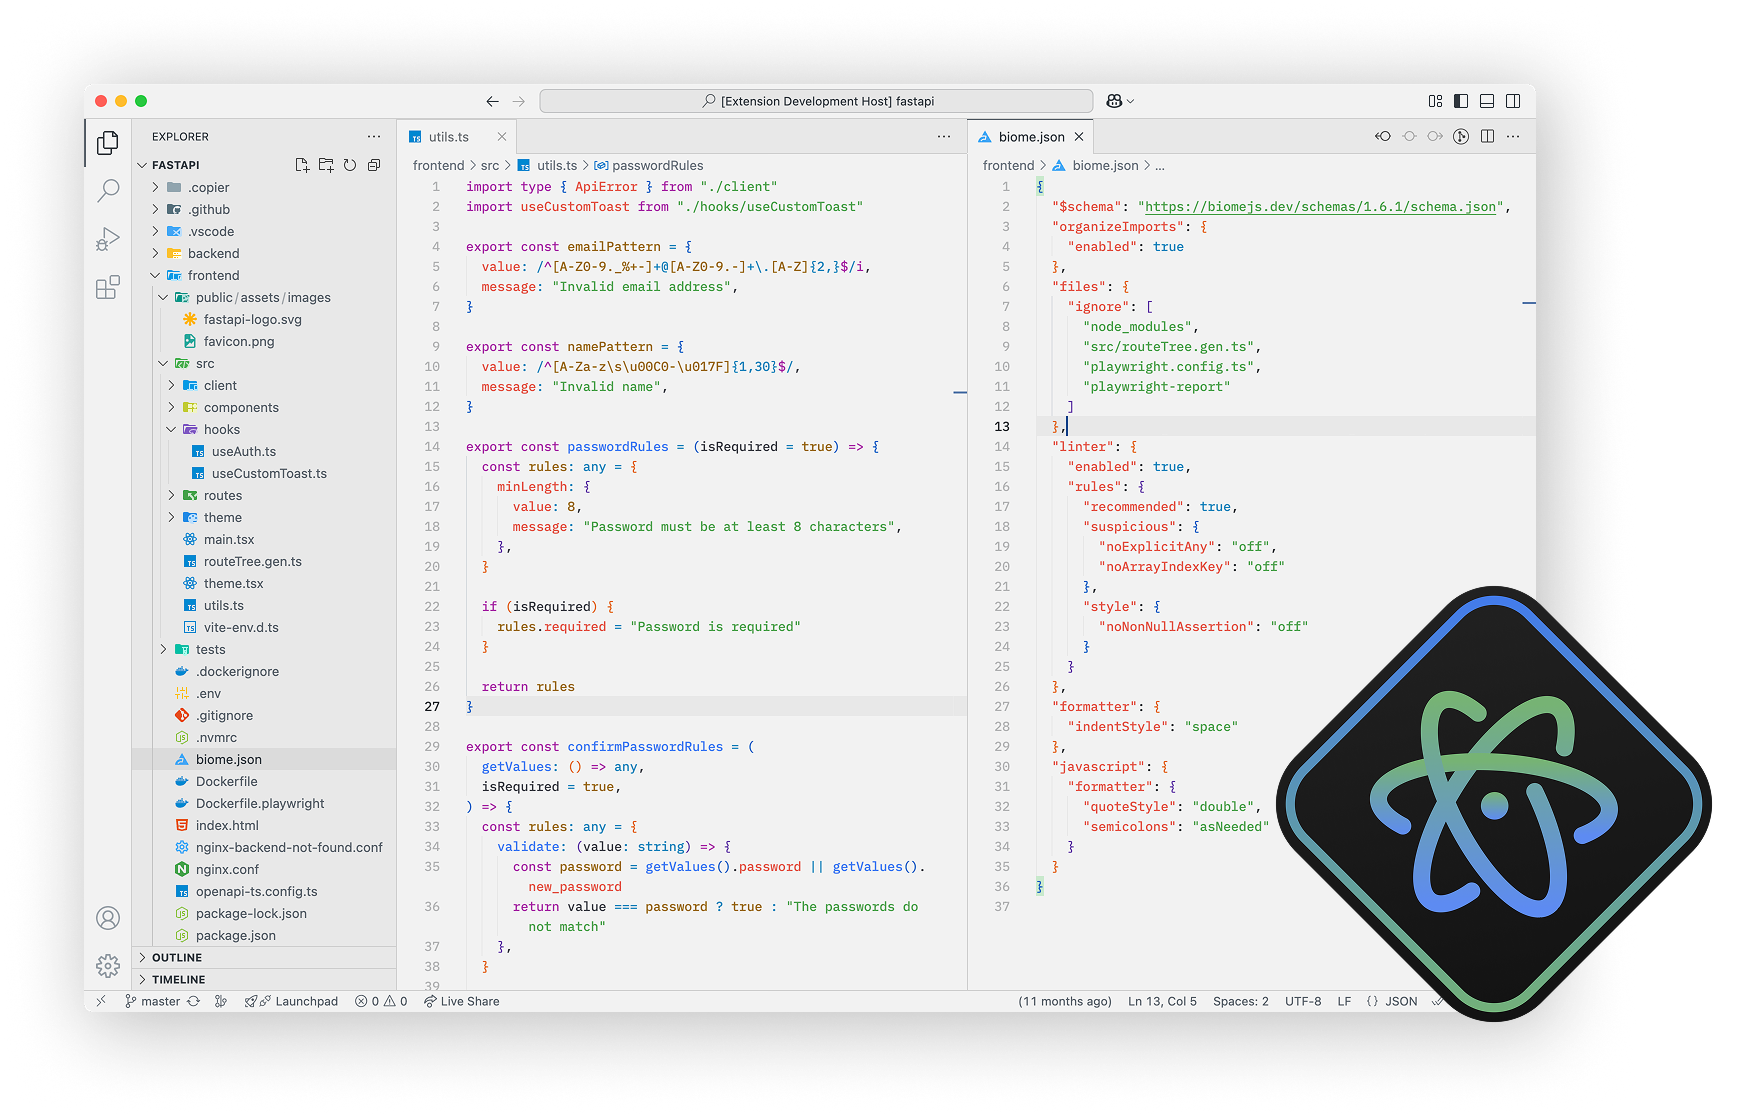 [Extension Development Host] fastapi
EXPLORER
FASTAPI
.copier
.github
.vscode
backend
frontend
public/assets/images
fastapi-logo.svg
favicon.png
src
client
components
hooks
useAuth.ts
useCustomToast.ts
routes
theme
main.tsx
routeTree.gen.ts
theme.tsx
utils.ts
vite-env.d.ts
tests
.dockerignore
.env
.gitignore
.nvmrc
biome.json
Dockerfile
Dockerfile.playwright
index.html
nginx-backend-not-found.conf
nginx.conf
openapi-ts.config.ts
package-lock.json
package.json
OUTLINE
TIMELINE
utils.ts
frontend > src > utils.ts > passwordRules
1 import type { ApiError } from "./client"
2 import useCustomToast from "./hooks/useCustomToast"
3
4 export const emailPattern = {
5 value: /^[A-Z0-9._%+-]+@[A-Z0-9.-]+\.[A-Z]{2,}$/i,
6 message: "Invalid email address",
7 }
8
9 export const namePattern = {
10 value: /^[A-Za-z\s\u00C0-\u017F]{1,30}$/,
11 message: "Invalid name",
12 }
13
14 export const passwordRules = (isRequired = true) => {
15 const rules: any = {
16 minLength: {
17 value: 8,
18 message: "Password must be at least 8 characters",
19 },
20 }
21
22 if (isRequired) {
23 rules.required = "Password is required"
24 }
25
26 return rules
27 }
28
29 export const confirmPasswordRules = (
30 getValues: () => any,
31 isRequired = true,
32 ) => {
33 const rules: any = {
34 validate: (value: string) => {
35 const password = getValues().password || getValues().
new_password
36 return value === password ? true : "The passwords do
not match"
37 },
38 }
39
biome.json
frontend > biome.json > ...
1 {
2 "$schema": "https://biomejs.dev/schemas/1.6.1/schema.json",
3 "organizeImports": {
4 "enabled": true
5 },
6 "files": {
7 "ignore": [
8 "node_modules",
9 "src/routeTree.gen.ts",
10 "playwright.config.ts",
11 "playwright-report"
12 ]
13 },
14 "linter": {
15 "enabled": true,
16 "rules": {
17 "recommended": true,
18 "suspicious": {
19 "noExplicitAny": "off",
20 "noArrayIndexKey": "off"
21 },
22 "style": {
23 "noNonNullAssertion": "off"
24 }
25 }
26 },
27 "formatter": {
28 "indentStyle": "space"
29 },
30 "javascript": {
31 "formatter": {
32 "quoteStyle": "double",
33 "semicolons": "asNeeded"
34 }
35 }
36 }
37
master
Launchpad
0 0
Live Share
(11 months ago)
Ln 13, Col 5
Spaces: 2
UTF-8
LF
{} JSON